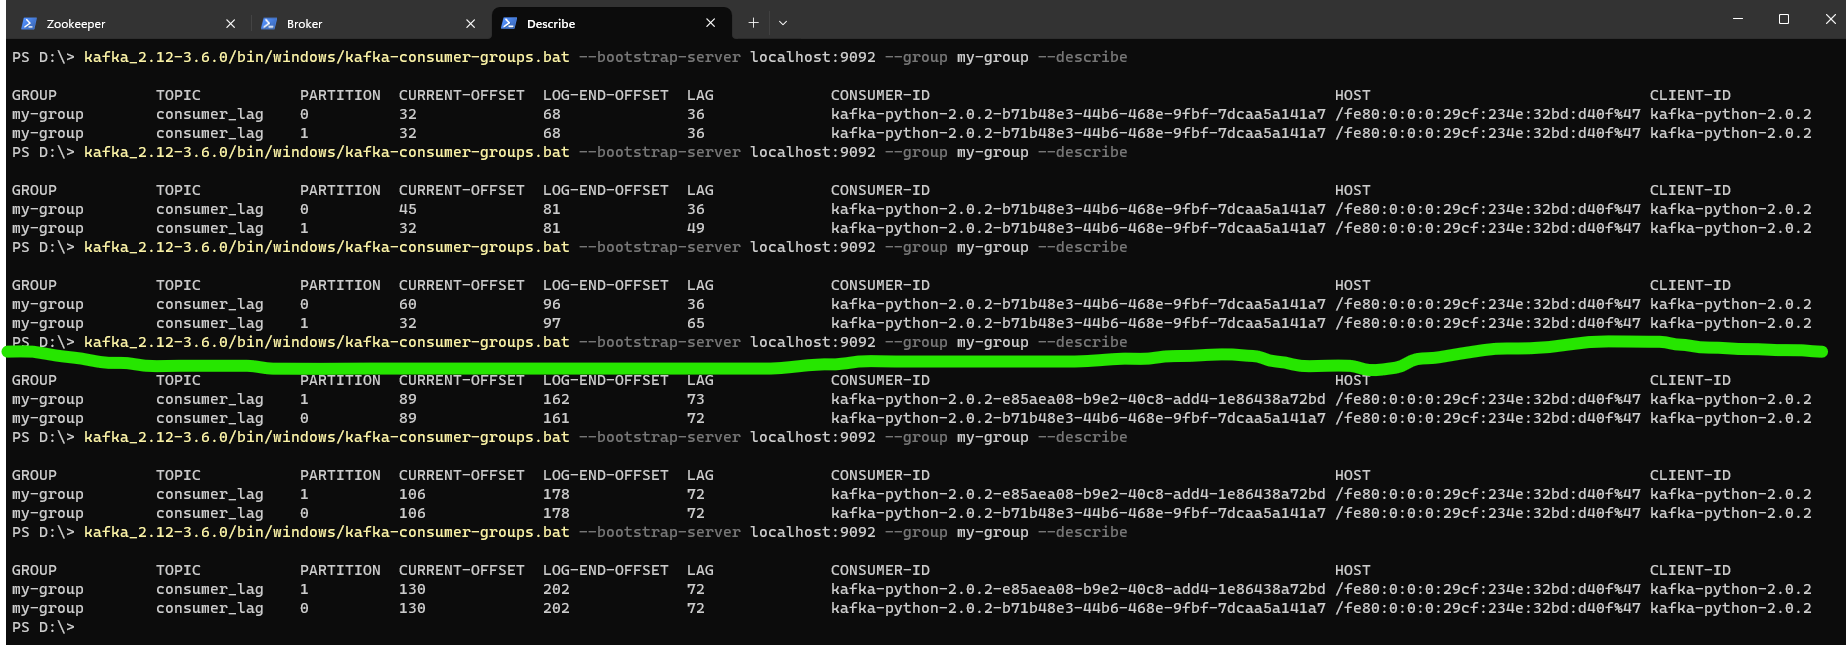 Zookeeper Broker Describe
PS D:\> kafka_2.12-3.6.0/bin/windows/kafka-consumer-groups.bat --bootstrap-server localhost:9092 --group my-group --describe
GROUP TOPIC PARTITION CURRENT-OFFSET LOG-END-OFFSET LAG CONSUMER-ID HOST CLIENT-ID
my-group consumer_lag 0 32 68 36 kafka-python-2.0.2-b71b48e3-44b6-468e-9fbf-7dcaa5a141a7 /fe80:0:0:0:29cf:234e:32bd:d40f%47 kafka-python-2.0.2
my-group consumer_lag 1 32 68 36 kafka-python-2.0.2-b71b48e3-44b6-468e-9fbf-7dcaa5a141a7 /fe80:0:0:0:29cf:234e:32bd:d40f%47 kafka-python-2.0.2
PS D:\> kafka_2.12-3.6.0/bin/windows/kafka-consumer-groups.bat --bootstrap-server localhost:9092 --group my-group --describe
GROUP TOPIC PARTITION CURRENT-OFFSET LOG-END-OFFSET LAG CONSUMER-ID HOST CLIENT-ID
my-group consumer_lag 0 45 81 36 kafka-python-2.0.2-b71b48e3-44b6-468e-9fbf-7dcaa5a141a7 /fe80:0:0:0:29cf:234e:32bd:d40f%47 kafka-python-2.0.2
my-group consumer_lag 1 32 81 49 kafka-python-2.0.2-b71b48e3-44b6-468e-9fbf-7dcaa5a141a7 /fe80:0:0:0:29cf:234e:32bd:d40f%47 kafka-python-2.0.2
PS D:\> kafka_2.12-3.6.0/bin/windows/kafka-consumer-groups.bat --bootstrap-server localhost:9092 --group my-group --describe
GROUP TOPIC PARTITION CURRENT-OFFSET LOG-END-OFFSET LAG CONSUMER-ID HOST CLIENT-ID
my-group consumer_lag 0 60 96 36 kafka-python-2.0.2-b71b48e3-44b6-468e-9fbf-7dcaa5a141a7 /fe80:0:0:0:29cf:234e:32bd:d40f%47 kafka-python-2.0.2
my-group consumer_lag 1 32 97 65 kafka-python-2.0.2-b71b48e3-44b6-468e-9fbf-7dcaa5a141a7 /fe80:0:0:0:29cf:234e:32bd:d40f%47 kafka-python-2.0.2
PS D:\> kafka_2.12-3.6.0/bin/windows/kafka-consumer-groups.bat --bootstrap-server localhost:9092 --group my-group --describe
GROUP TOPIC PARTITION CURRENT-OFFSET LOG-END-OFFSET LAG CONSUMER-ID HOST CLIENT-ID
my-group consumer_lag 1 89 162 73 kafka-python-2.0.2-e85aea08-b9e2-40c8-add4-1e86438a72bd /fe80:0:0:0:29cf:234e:32bd:d40f%47 kafka-python-2.0.2
my-group consumer_lag 0 89 161 72 kafka-python-2.0.2-b71b48e3-44b6-468e-9fbf-7dcaa5a141a7 /fe80:0:0:0:29cf:234e:32bd:d40f%47 kafka-python-2.0.2
PS D:\> kafka_2.12-3.6.0/bin/windows/kafka-consumer-groups.bat --bootstrap-server localhost:9092 --group my-group --describe
GROUP TOPIC PARTITION CURRENT-OFFSET LOG-END-OFFSET LAG CONSUMER-ID HOST CLIENT-ID
my-group consumer_lag 1 106 178 72 kafka-python-2.0.2-e85aea08-b9e2-40c8-add4-1e86438a72bd /fe80:0:0:0:29cf:234e:32bd:d40f%47 kafka-python-2.0.2
my-group consumer_lag 0 106 178 72 kafka-python-2.0.2-b71b48e3-44b6-468e-9fbf-7dcaa5a141a7 /fe80:0:0:0:29cf:234e:32bd:d40f%47 kafka-python-2.0.2
PS D:\> kafka_2.12-3.6.0/bin/windows/kafka-consumer-groups.bat --bootstrap-server localhost:9092 --group my-group --describe
GROUP TOPIC PARTITION CURRENT-OFFSET LOG-END-OFFSET LAG CONSUMER-ID HOST CLIENT-ID
my-group consumer_lag 1 130 202 72 kafka-python-2.0.2-e85aea08-b9e2-40c8-add4-1e86438a72bd /fe80:0:0:0:29cf:234e:32bd:d40f%47 kafka-python-2.0.2
my-group consumer_lag 0 130 202 72 kafka-python-2.0.2-b71b48e3-44b6-468e-9fbf-7dcaa5a141a7 /fe80:0:0:0:29cf:234e:32bd:d40f%47 kafka-python-2.0.2
PS D:\>